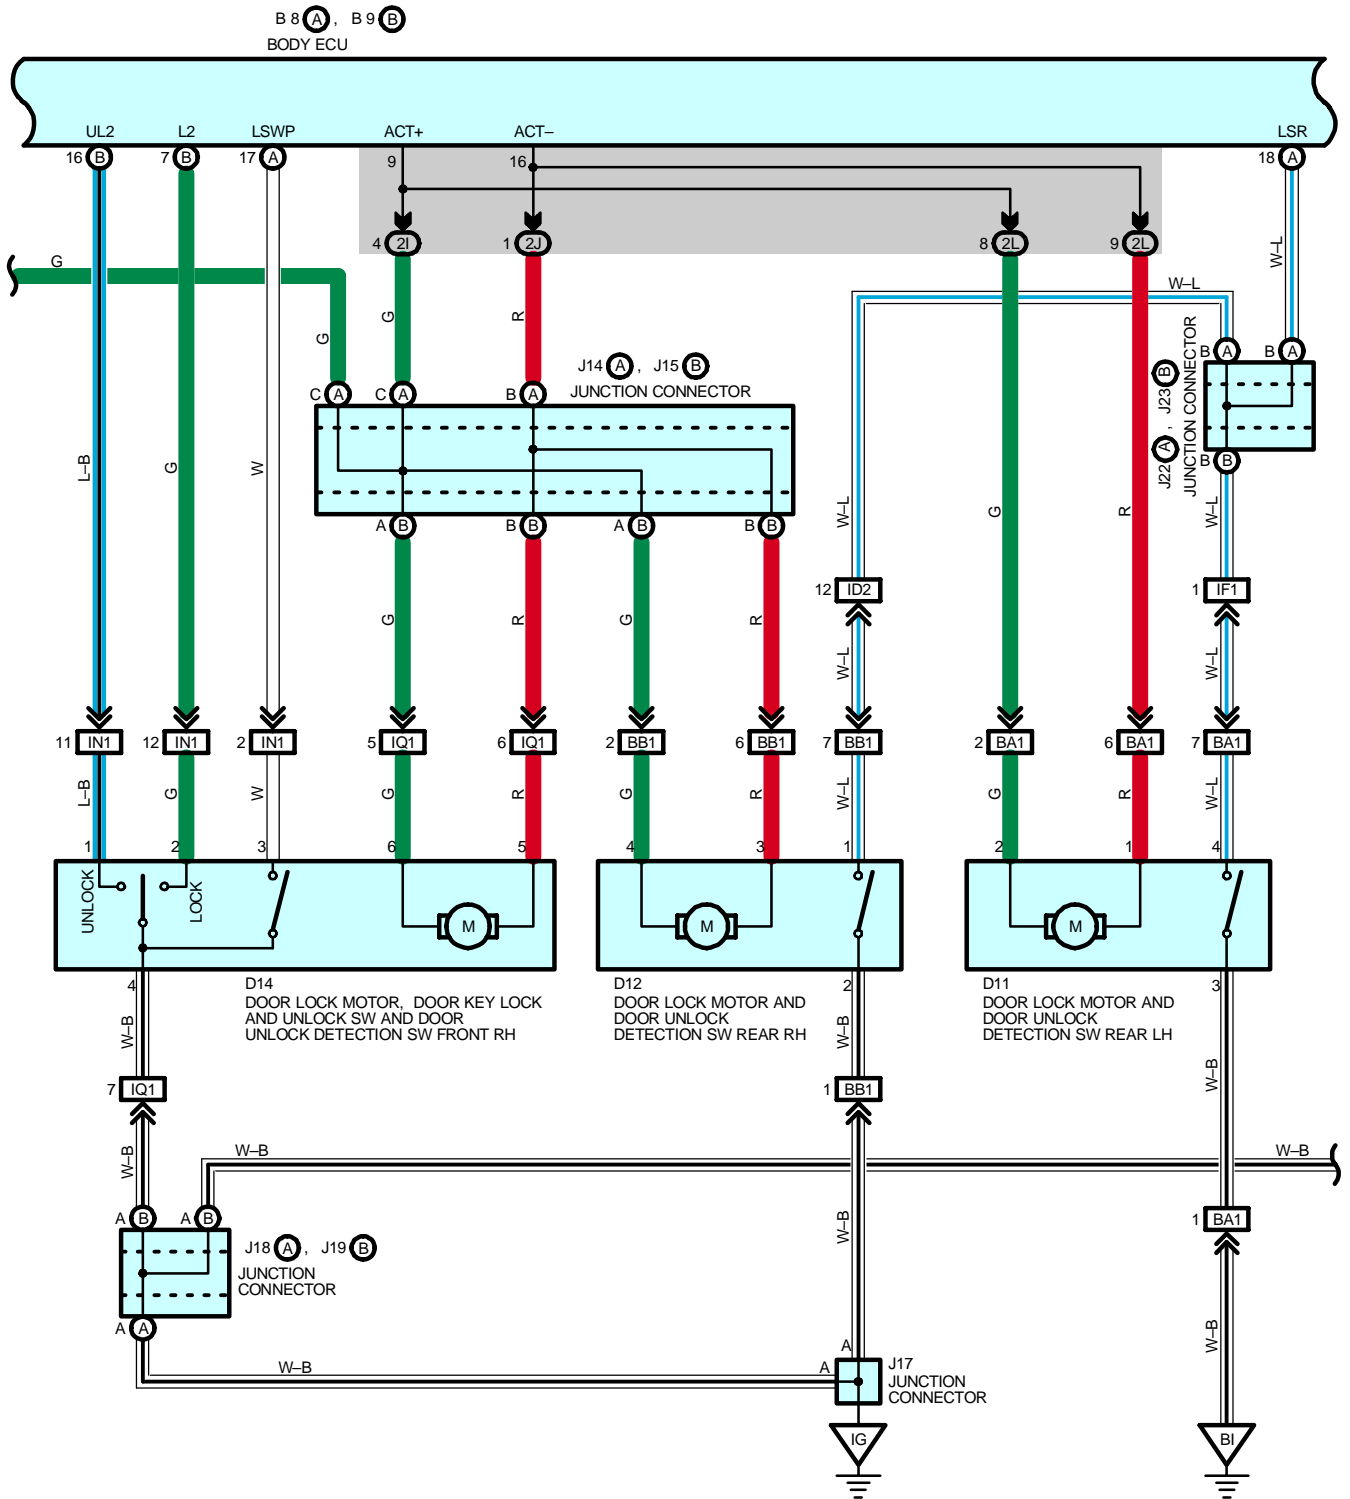 B 8 A , B 9 B
BODY ECU
UL2 L2 LSWP ACT+ ACT– LSR
16 B 7 B 17 A 9 16 18 A
4 2I 1 2J 8 2L 9 2L
G
W–L
W–L
G G R
J14 A , J15 B
JUNCTION CONNECTOR
J22 A , J23 B
JUNCTION CONNECTOR
B A B A
C A C A B A
B B
L–B G W W–L G R W–L
A B B B A B B B
12 ID2 1 IF1
G R G R W–L W–L
11 IN1 12 IN1 2 IN1 5 IQ1 6 IQ1 2 BB1 6 BB1 7 BB1 2 BA1 6 BA1 7 BA1
L–B G W G R G R W–L G R W–L
1 2 3 6 5 4 3 1 2 1 4
UNLOCK LOCK
M M M
4 2 3
D14
DOOR LOCK MOTOR, DOOR KEY LOCK
AND UNLOCK SW AND DOOR
UNLOCK DETECTION SW FRONT RH
D12
DOOR LOCK MOTOR AND
DOOR UNLOCK
DETECTION SW REAR RH
D11
DOOR LOCK MOTOR AND
DOOR UNLOCK
DETECTION SW REAR LH
W–B W–B W–B
7 IQ1 1 BB1
W–B W–B W–B
A B A B
W–B
1 BA1
J18 A , J19 B
JUNCTION
CONNECTOR
A A
W–B
W–B
A
A
J17
JUNCTION
CONNECTOR
IG BI